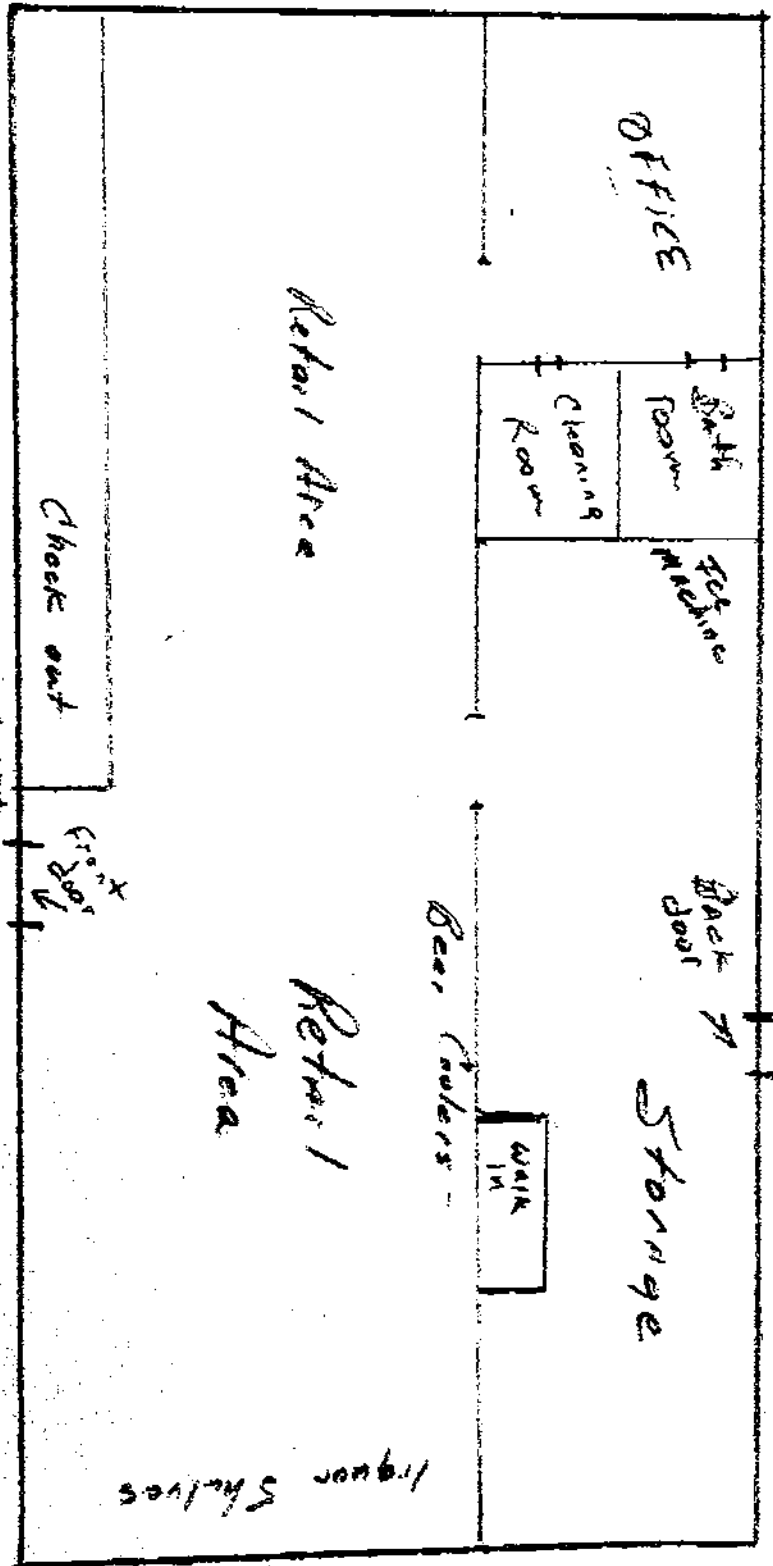 OFFICE
Bath
room
Cleaning
Room
Ice
Machine
Back
door
Storage
Walk
in
Retail Area
Beer Coolers -
Check out
Front
door
Retail
Area
liquor Shelves